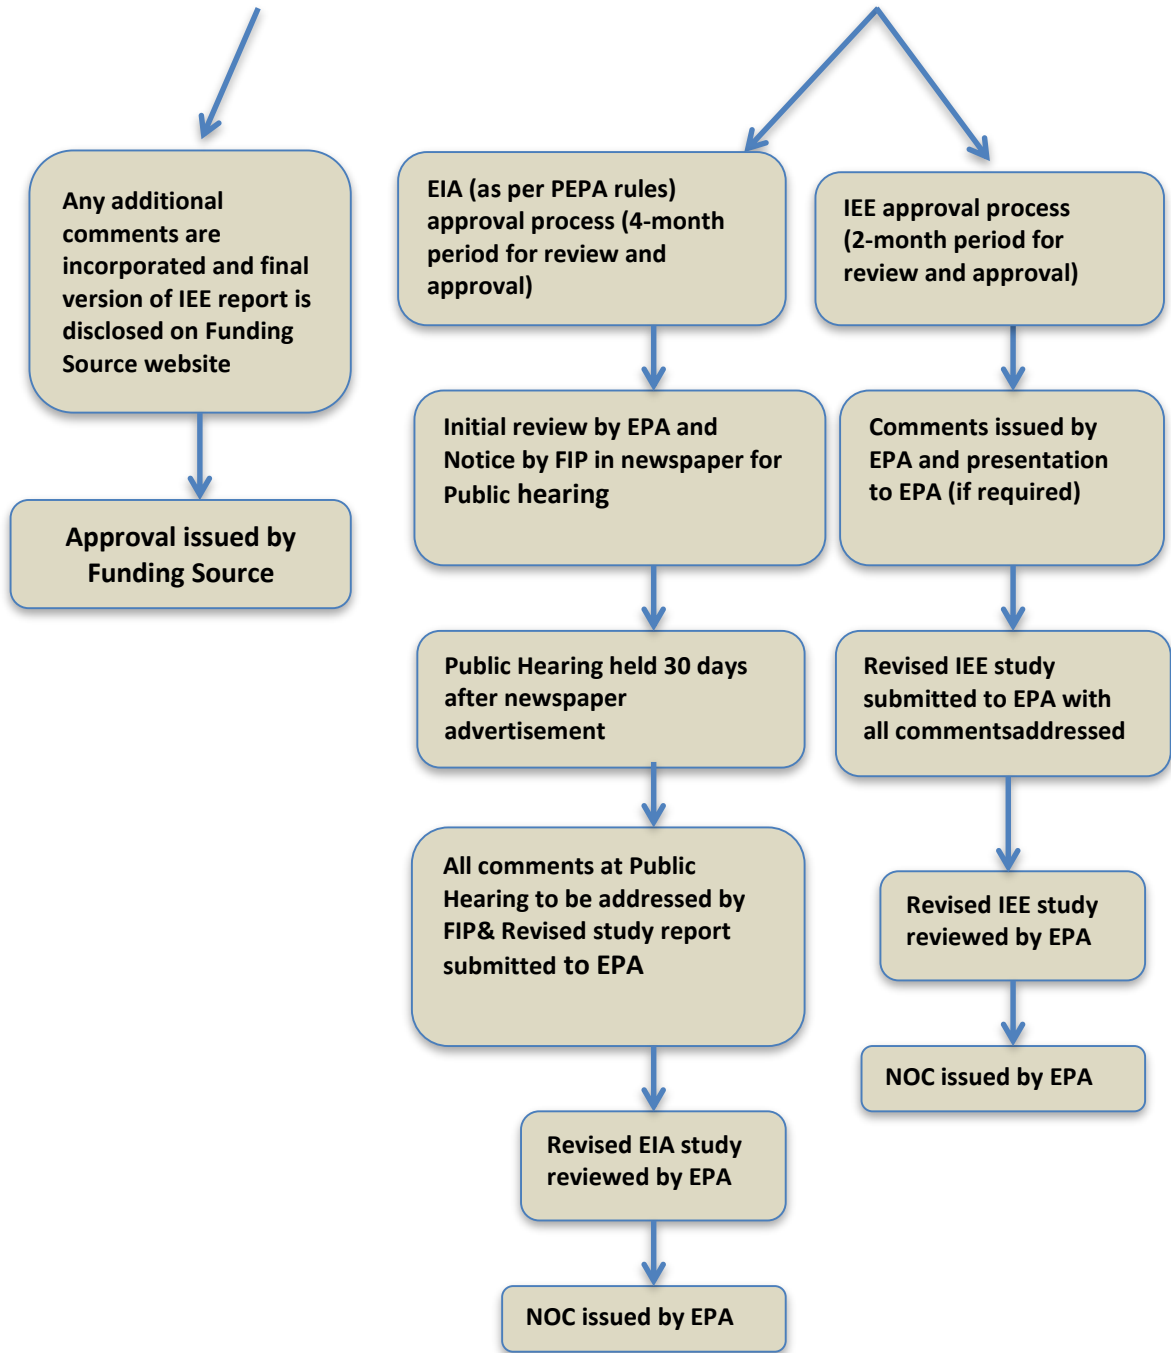 Any additional
comments are
incorporated and final
version of IEE report is
disclosed on Funding
Source website
Approval issued by
Funding Source
EIA (as per PEPA rules)
approval process (4-month
period for review and
approval)
Initial review by EPA and
Notice by FIP in newspaper for
Public hearing
Public Hearing held 30 days
after newspaper
advertisement
All comments at Public
Hearing to be addressed by
FIP& Revised study report
submitted to EPA
Revised EIA study
reviewed by EPA
NOC issued by EPA
IEE approval process
(2-month period for
review and approval)
Comments issued by
EPA and presentation
to EPA (if required)
Revised IEE study
submitted to EPA with
all commentsaddressed
Revised IEE study
reviewed by EPA
NOC issued by EPA